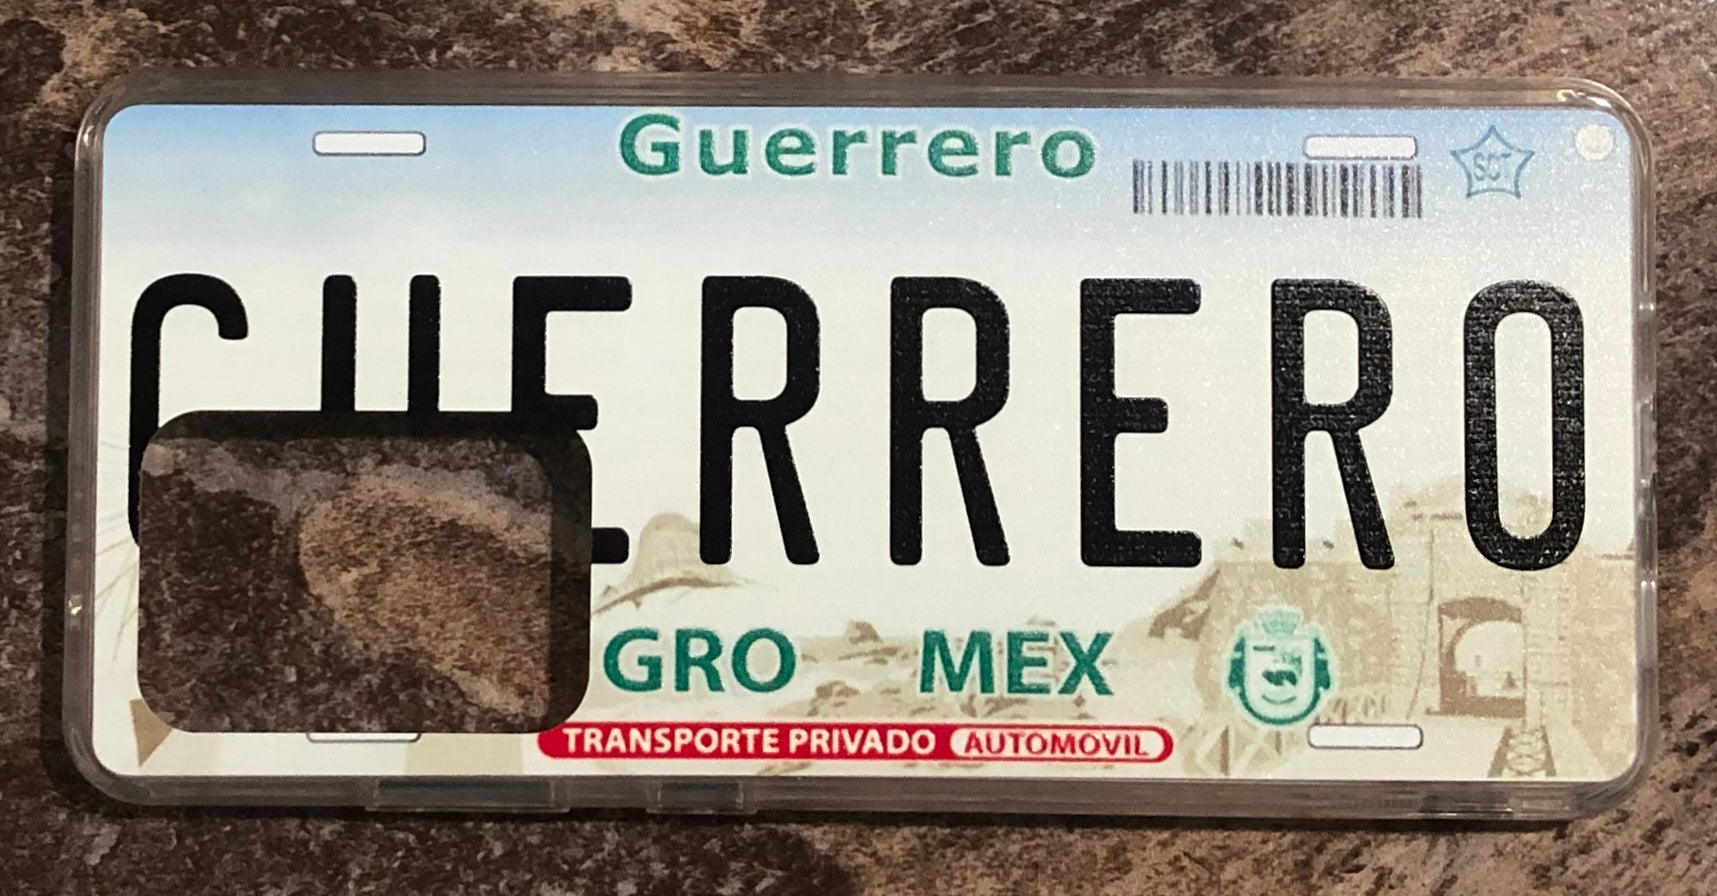 Guerrero
SCT
GUERRERO
GRO MEX
TRANSPORTE PRIVADO AUTOMOVIL